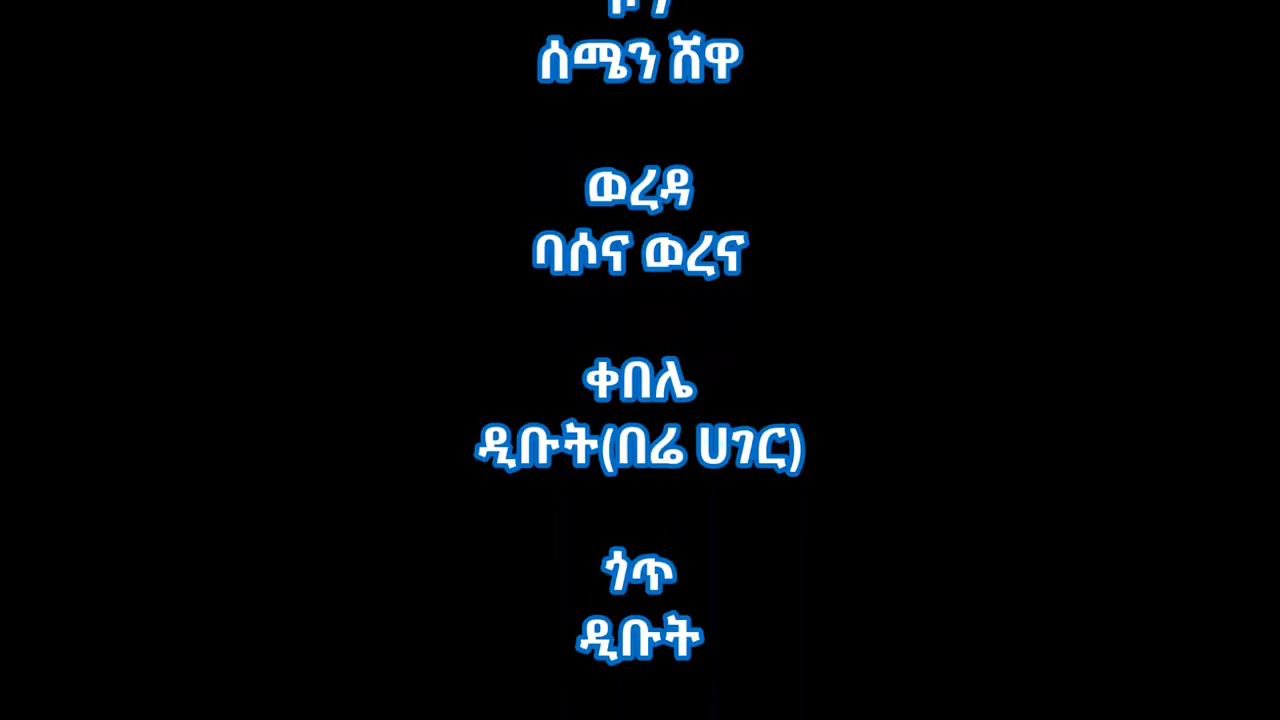 ሰሜን ሸዋ
ወረዳ
ባሶና ወረና
ቀበሌ
ዲቡት(በሬ ሀገር)
ጎጥ
ዲቡት